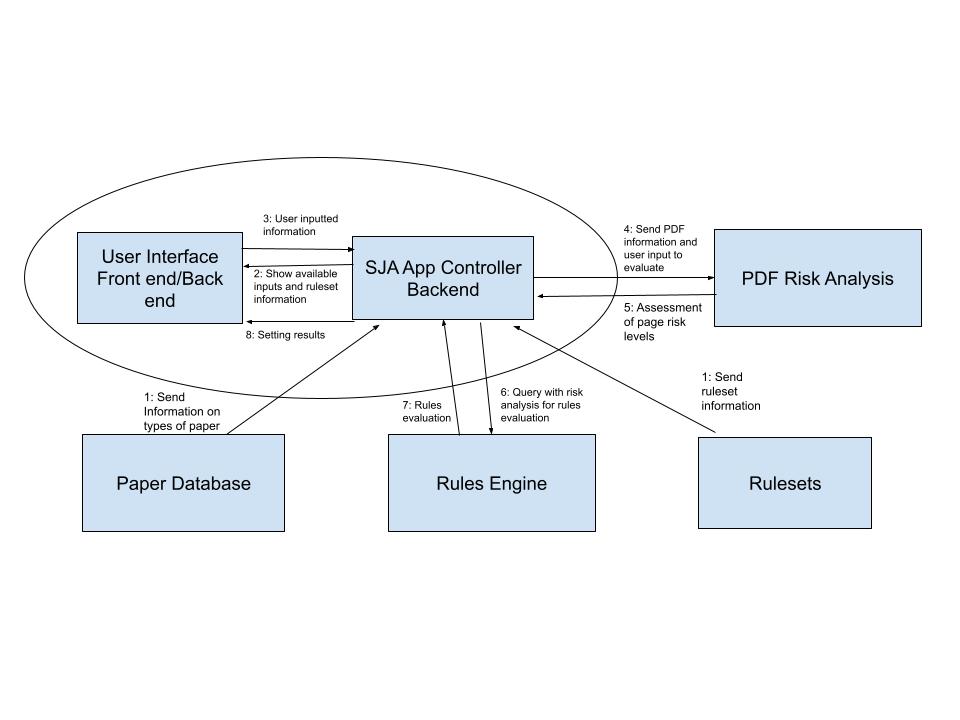 3: User inputted
information
User Interface
Front end/Back
end
2: Show available
inputs and ruleset
information
8: Setting results
SJA App Controller
Backend
4: Send PDF
information and
user input to
evaluate
PDF Risk Analysis
5: Assessment
of page risk
levels
1: Send
Information on
types of paper
7: Rules
evaluation
6: Query with risk
analysis for rules
evaluation
1: Send
ruleset
information
Paper Database
Rules Engine
Rulesets